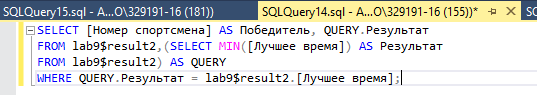 SQLQuery15.sql - A...O\329191-16 (181))
SQLQuery14.sql - A...O\329191-16 (155))*
SELECT [Номер спортсмена] AS Победитель, QUERY.Результат
FROM lab9$result2,(SELECT MIN([Лучшее время]) AS Результат
FROM lab9$result2) AS QUERY
WHERE QUERY.Результат = lab9$result2.[Лучшее время];